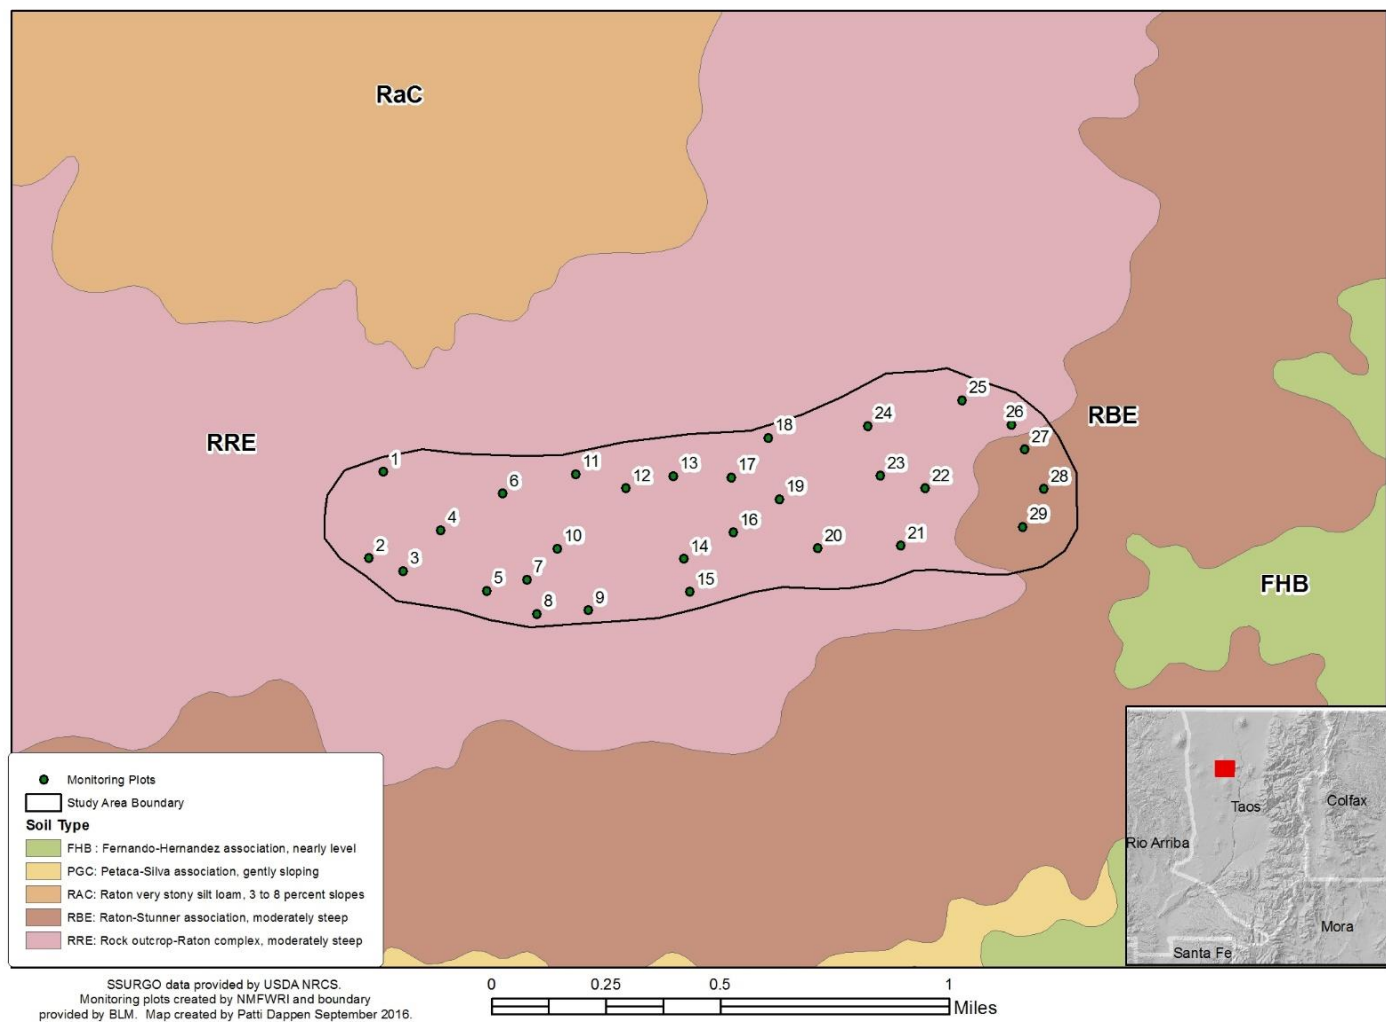 RaC
RRE
RBE
FHB
1
2
3
4
5
6
7
8
9
10
11
12
13
14
15
16
17
18
19
20
21
22
23
24
25
26
27
28
29
Monitoring Plots
Study Area Boundary
Soil Type
FHB : Fernando-Hernandez association, nearly level
PGC: Petaca-Silva association, gently sloping
RAC: Raton very stony silt loam, 3 to 8 percent slopes
RBE: Raton-Stunner association, moderately steep
RRE: Rock outcrop-Raton complex, moderately steep
Taos
Colfax
Rio Arriba
Mora
Santa Fe
SSURGO data provided by USDA NRCS.
Monitoring plots created by NMFWRI and boundary
provided by BLM. Map created by Patti Dappen September 2016.
0 0.25 0.5 1
Miles